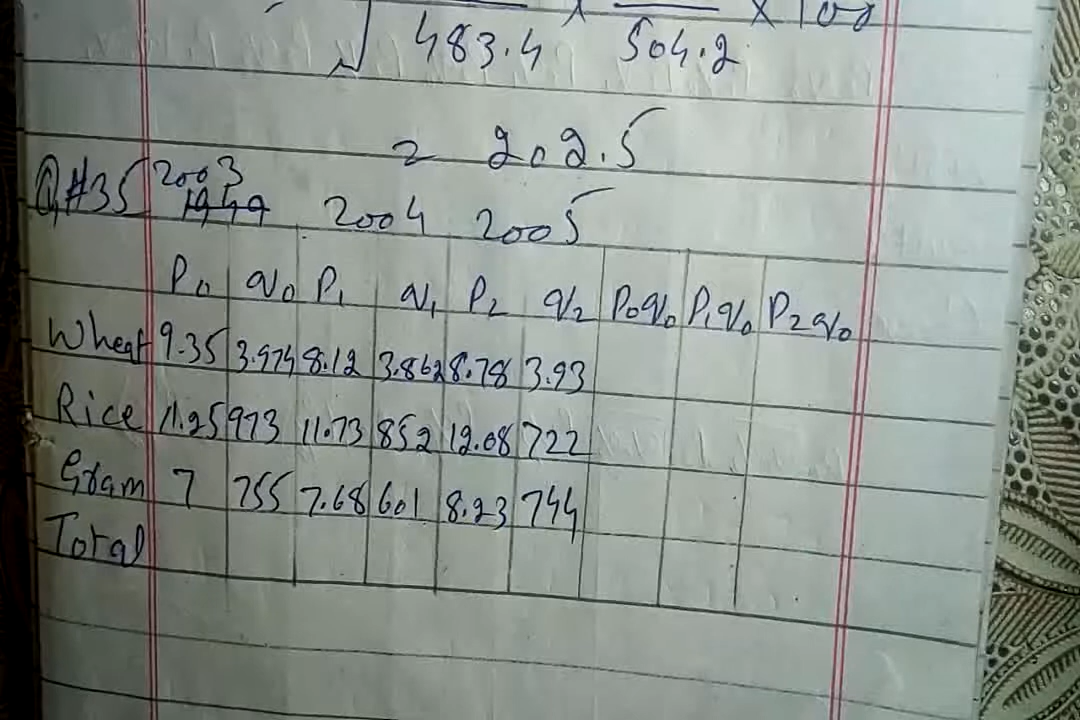 √ 483.4 × 504.2 × 100
= 202.5
Q#35 2003
1949 2004 2005
P0 q0 P1 q1 P2 q2 P0q0 P1q0 P2q0
Wheat 9.35 3.974 8.12 3.862 8.78 3.93
Rice 11.25 973 11.73 852 12.08 722
Gram 7 755 7.68 601 8.23 744
Total